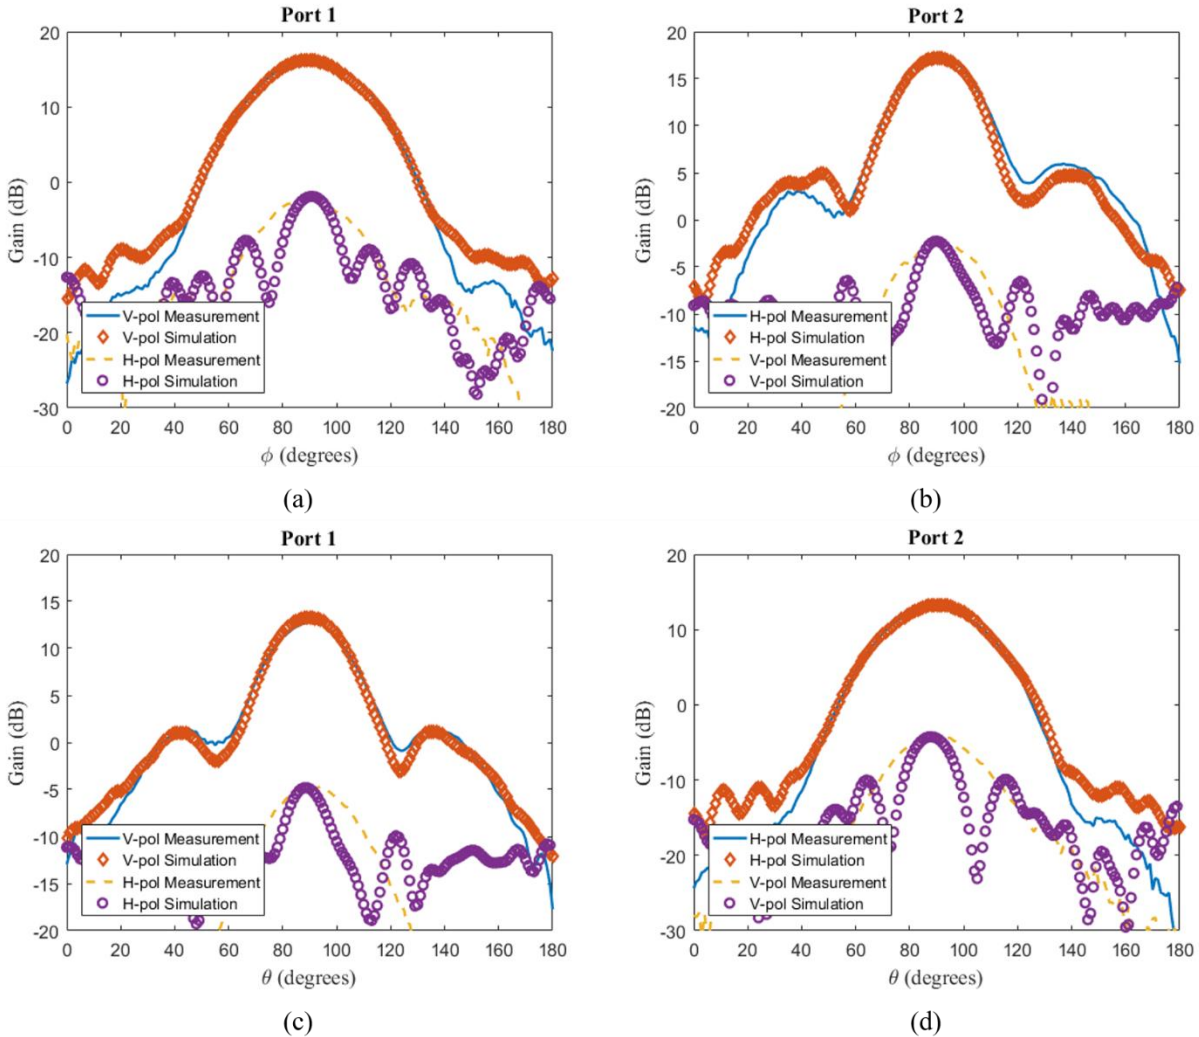 Port 1
Gain (dB)
20
10
0
-10
-20
-30
V-pol Measurement
V-pol Simulation
H-pol Measurement
H-pol Simulation
0 20 40 60 80 100 120 140 160 180
ϕ (degrees)
(a)
Port 2
Gain (dB)
20
15
10
5
0
-5
-10
-15
-20
H-pol Measurement
H-pol Simulation
V-pol Measurement
V-pol Simulation
0 20 40 60 80 100 120 140 160 180
ϕ (degrees)
(b)
Port 1
Gain (dB)
20
15
10
5
0
-5
-10
-15
-20
V-pol Measurement
V-pol Simulation
H-pol Measurement
H-pol Simulation
0 20 40 60 80 100 120 140 160 180
θ (degrees)
(c)
Port 2
Gain (dB)
20
10
0
-10
-20
-30
H-pol Measurement
H-pol Simulation
V-pol Measurement
V-pol Simulation
0 20 40 60 80 100 120 140 160 180
θ (degrees)
(d)